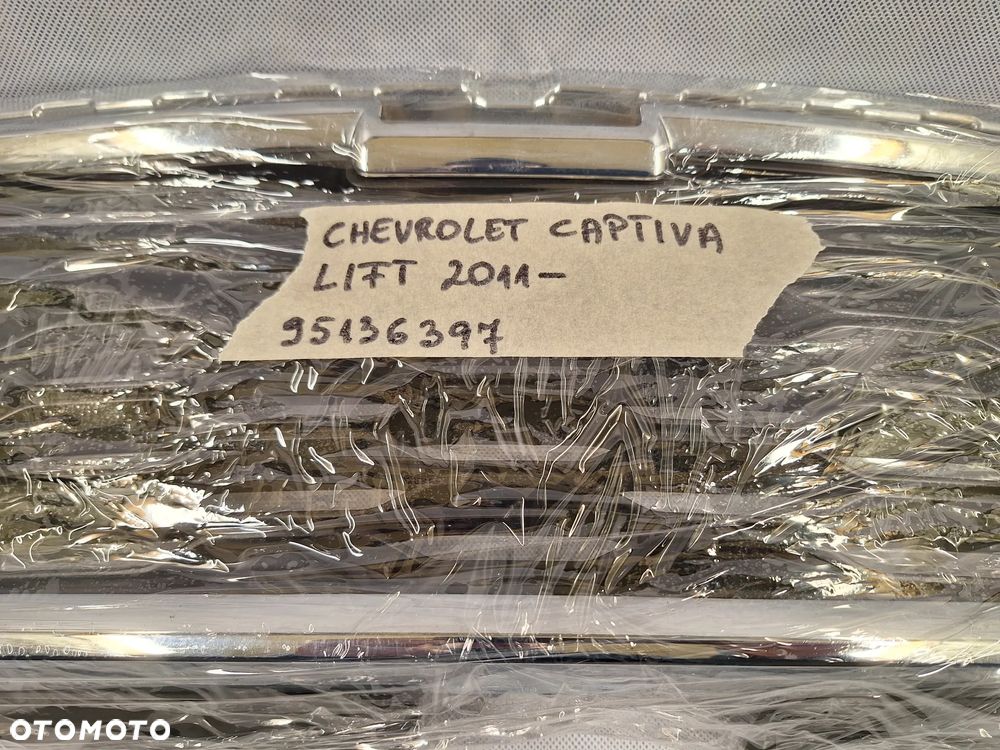 CHEVROLET CAPTIVA
LIFT 2011-
95136397
OTOMOTO